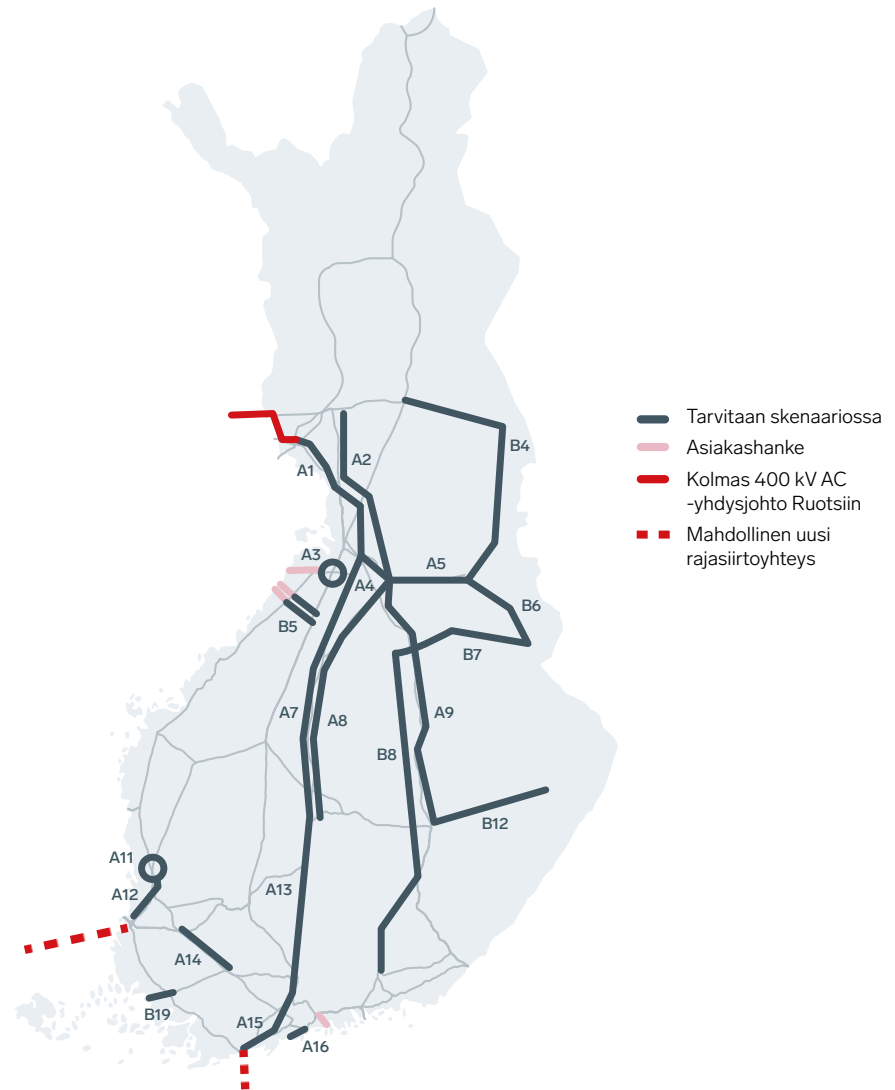 B4
A1
A2
A3
A4
A5
B5
B6
B7
A7
A8
A9
B8
B12
A11
A12
A13
A14
B19
A15
A16
Tarvitaan skenaariossa
Asiakashanke
Kolmas 400 kV AC
-yhdysjohto Ruotsiin
Mahdollinen uusi
rajasiirtoyhteys